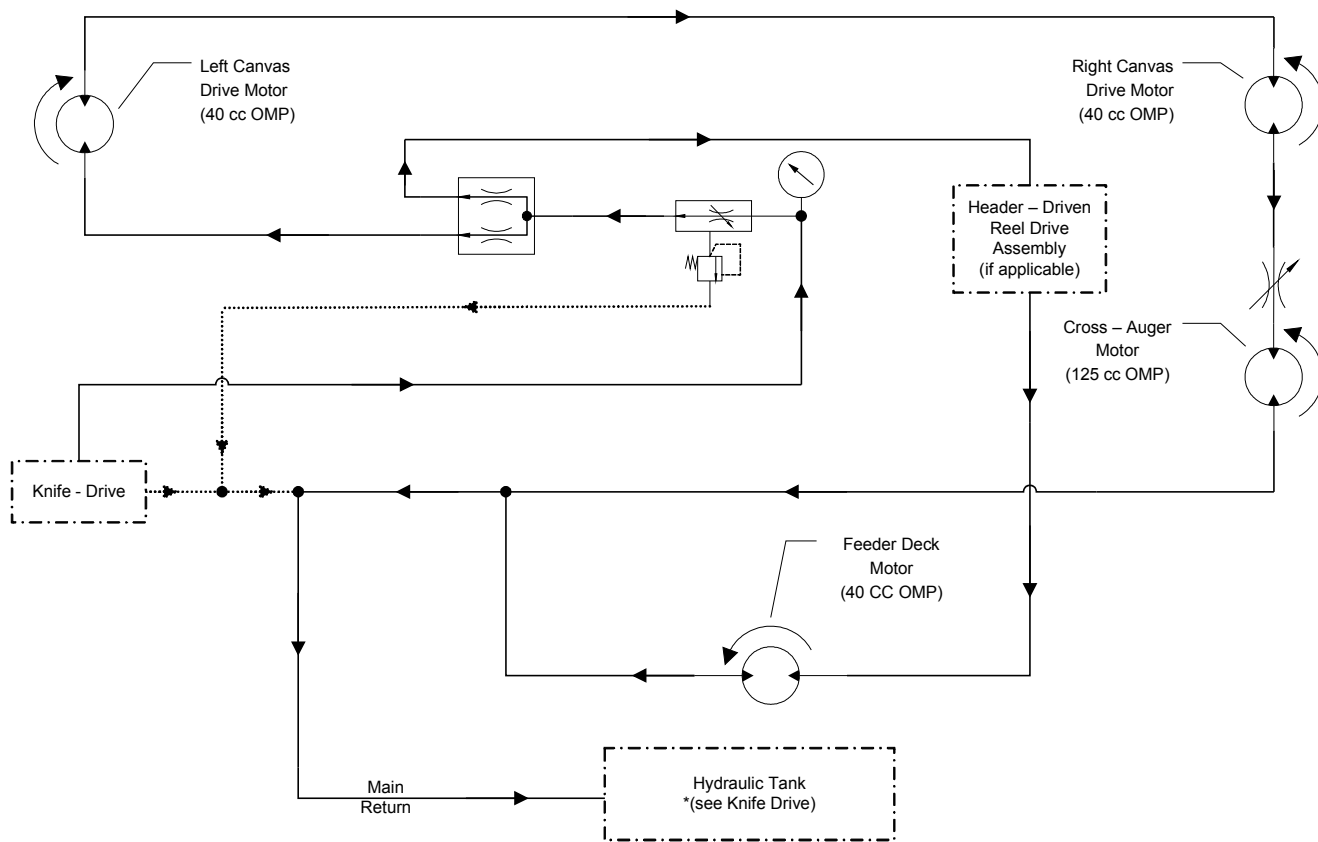 Left Canvas
Drive Motor
(40 cc OMP)
Right Canvas
Drive Motor
(40 cc OMP)
Header – Driven
Reel Drive
Assembly
(if applicable)
Cross – Auger
Motor
(125 cc OMP)
Knife - Drive
Feeder Deck
Motor
(40 CC OMP)
Main
Return
Hydraulic Tank
*(see Knife Drive)